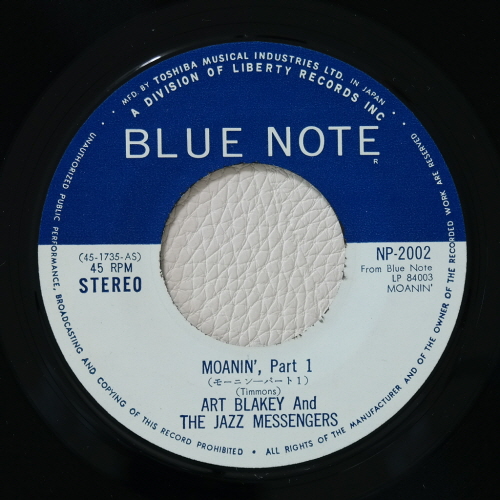 MFD. BY TOSHIBA MUSICAL INDUSTRIES LTD. IN JAPAN
A DIVISION OF LIBERTY RECORDS INC
BLUE NOTE
R
(45-1735-AS)
45 RPM
STEREO
NP-2002
From Blue Note
LP 84003
MOANIN'
MOANIN', Part 1
(モーニン—パート1)
(Timmons)
ART BLAKEY And
THE JAZZ MESSENGERS
UNAUTHORIZED PUBLIC PERFORMANCE, BROADCASTING AND COPYING OF THIS RECORD PROHIBITED • ALL RIGHTS OF THE MANUFACTURER AND OF THE OWNER OF THE RECORDED WORK ARE RESERVED